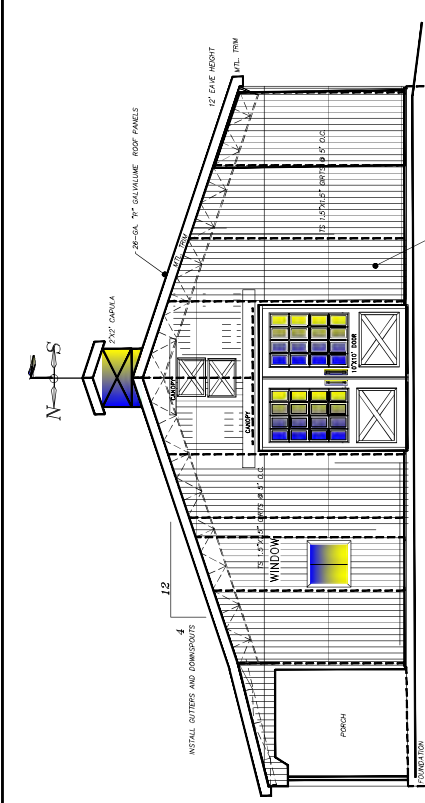 N S
2'X2' CAPULA
26-GA. "R" GALVALUME ROOF PANELS
12' EAVE HEIGHT
MTL TRIM
MTL TRIM
12
4
INSTALL GUTTERS AND DOWNSPOUTS
CANOPY
CANOPY
TS 1.5"X1.5" GIRTS @ 5' O.C.
TS 1.5"X1.5" GIRTS @ 5' O.C.
WINDOW
10'X10' DOOR
PORCH
FOUNDATION